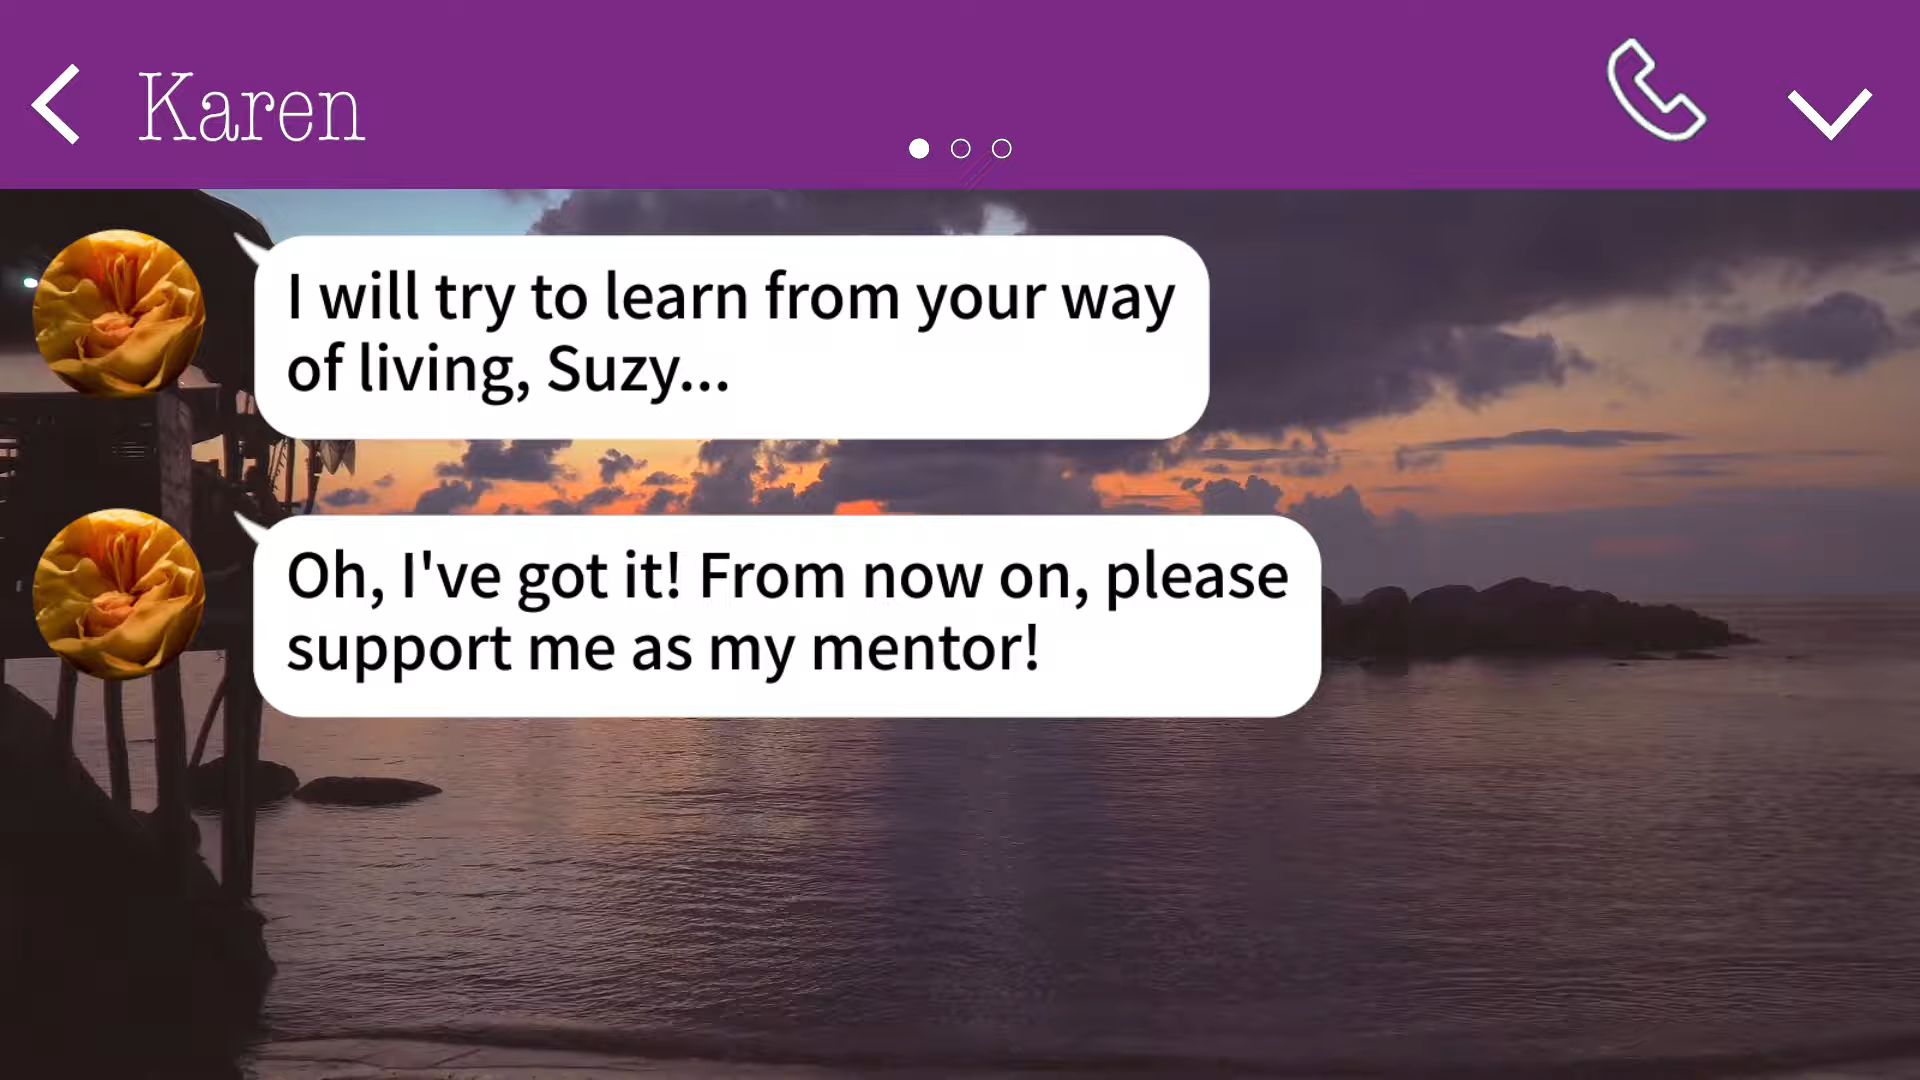 Karen
I will try to learn from your way
of living, Suzy...
Oh, I've got it! From now on, please
support me as my mentor!